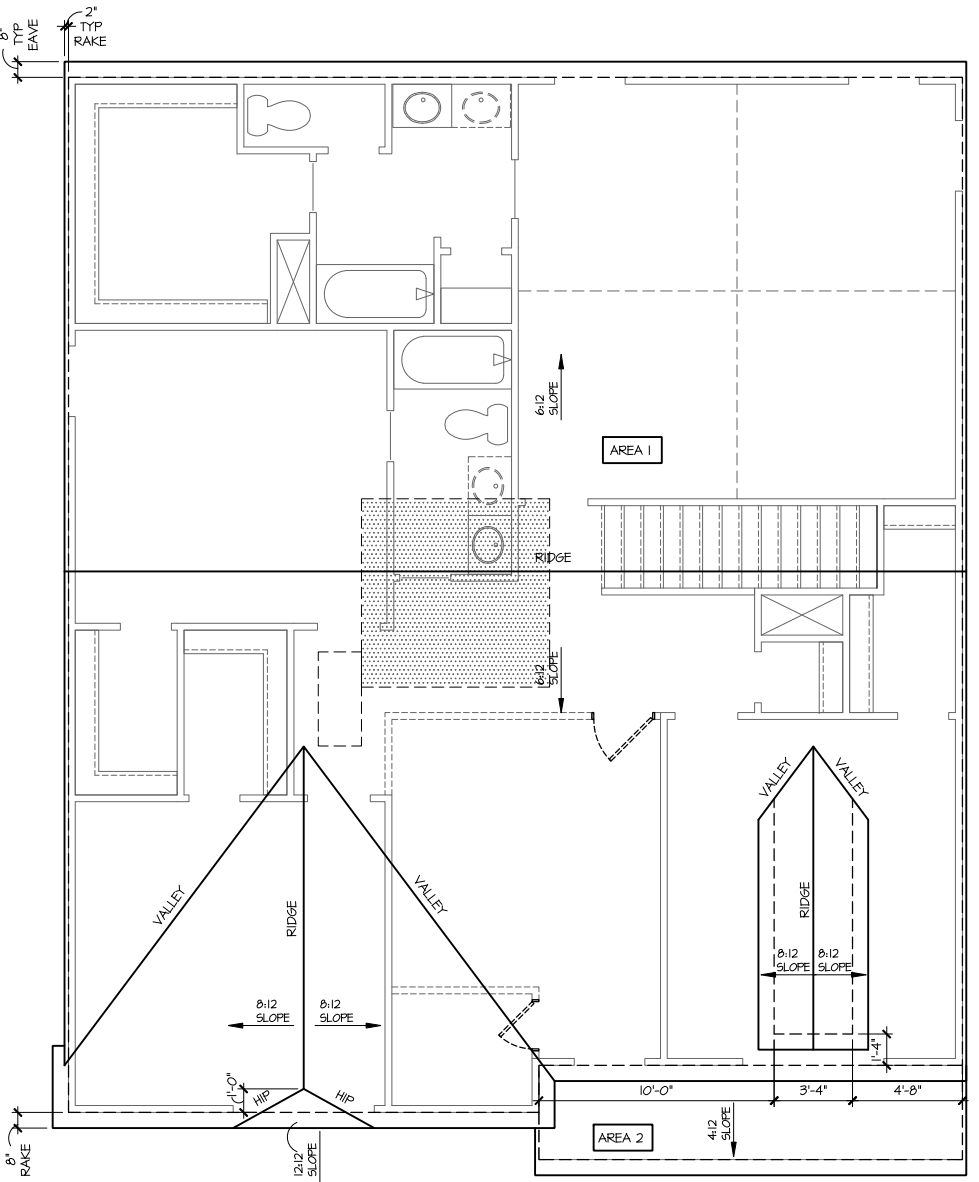 2"
TYP
RAKE
8"
TYP
EAVE
6:12
SLOPE
AREA 1
RIDGE
6:12
SLOPE
VALLEY
VALLEY
VALLEY
VALLEY
RIDGE
RIDGE
8:12
SLOPE
8:12
SLOPE
8:12
SLOPE
8:12
SLOPE
1'-4"
1'-0"
HIP
HIP
10'-0"
3'-4"
4'-8"
4:12
SLOPE
AREA 2
8"
RAKE
12:12
SLOPE